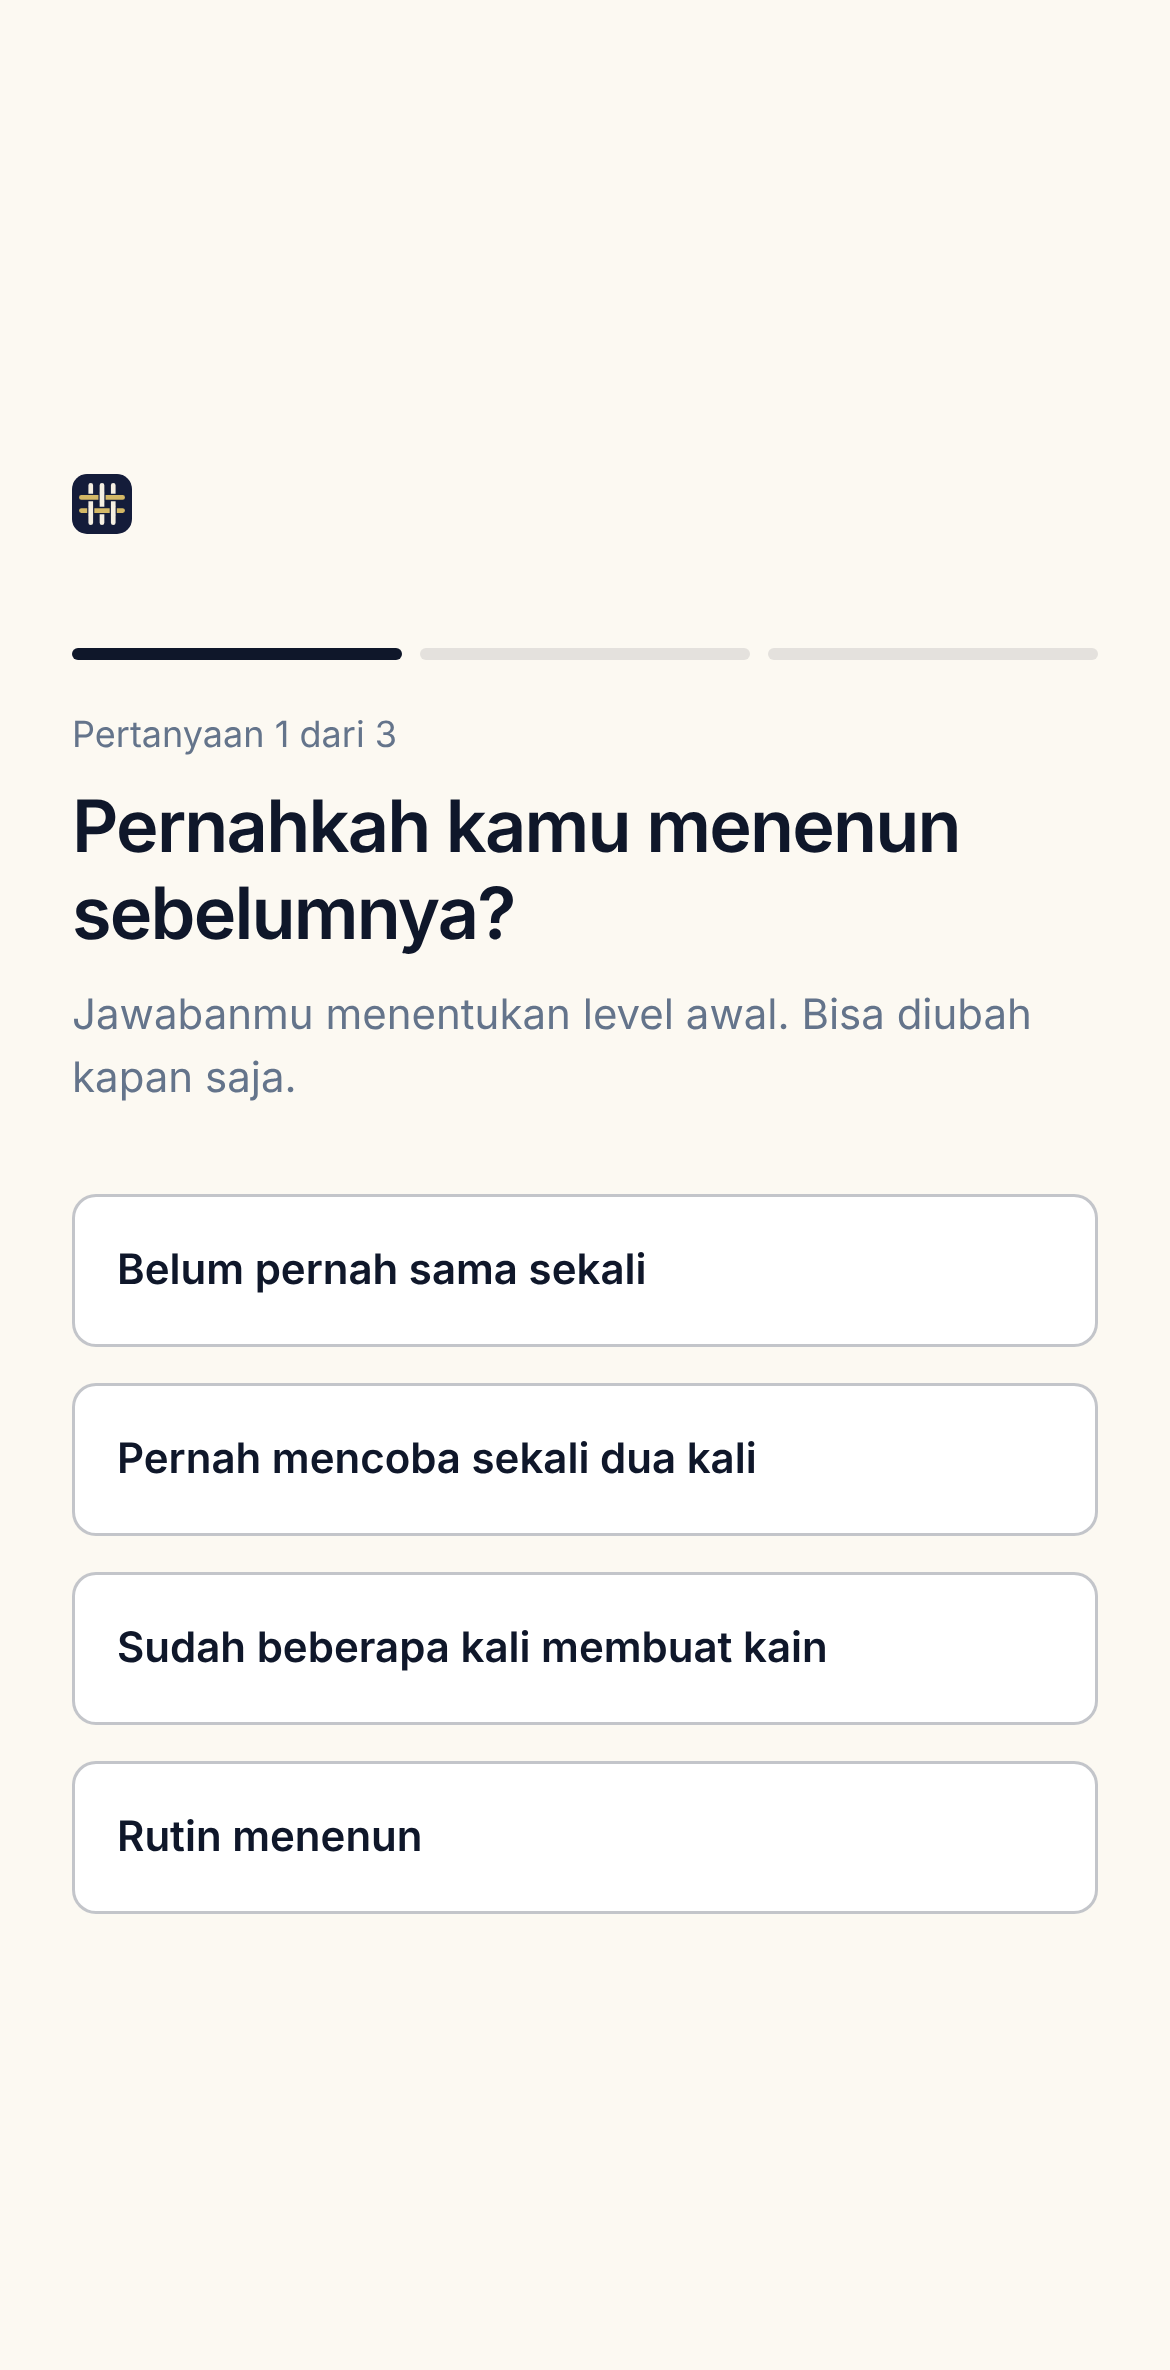 Pertanyaan 1 dari 3
Pernahkah kamu menenun
sebelumnya?
Jawabanmu menentukan level awal. Bisa diubah
kapan saja.
Belum pernah sama sekali
Pernah mencoba sekali dua kali
Sudah beberapa kali membuat kain
Rutin menenun